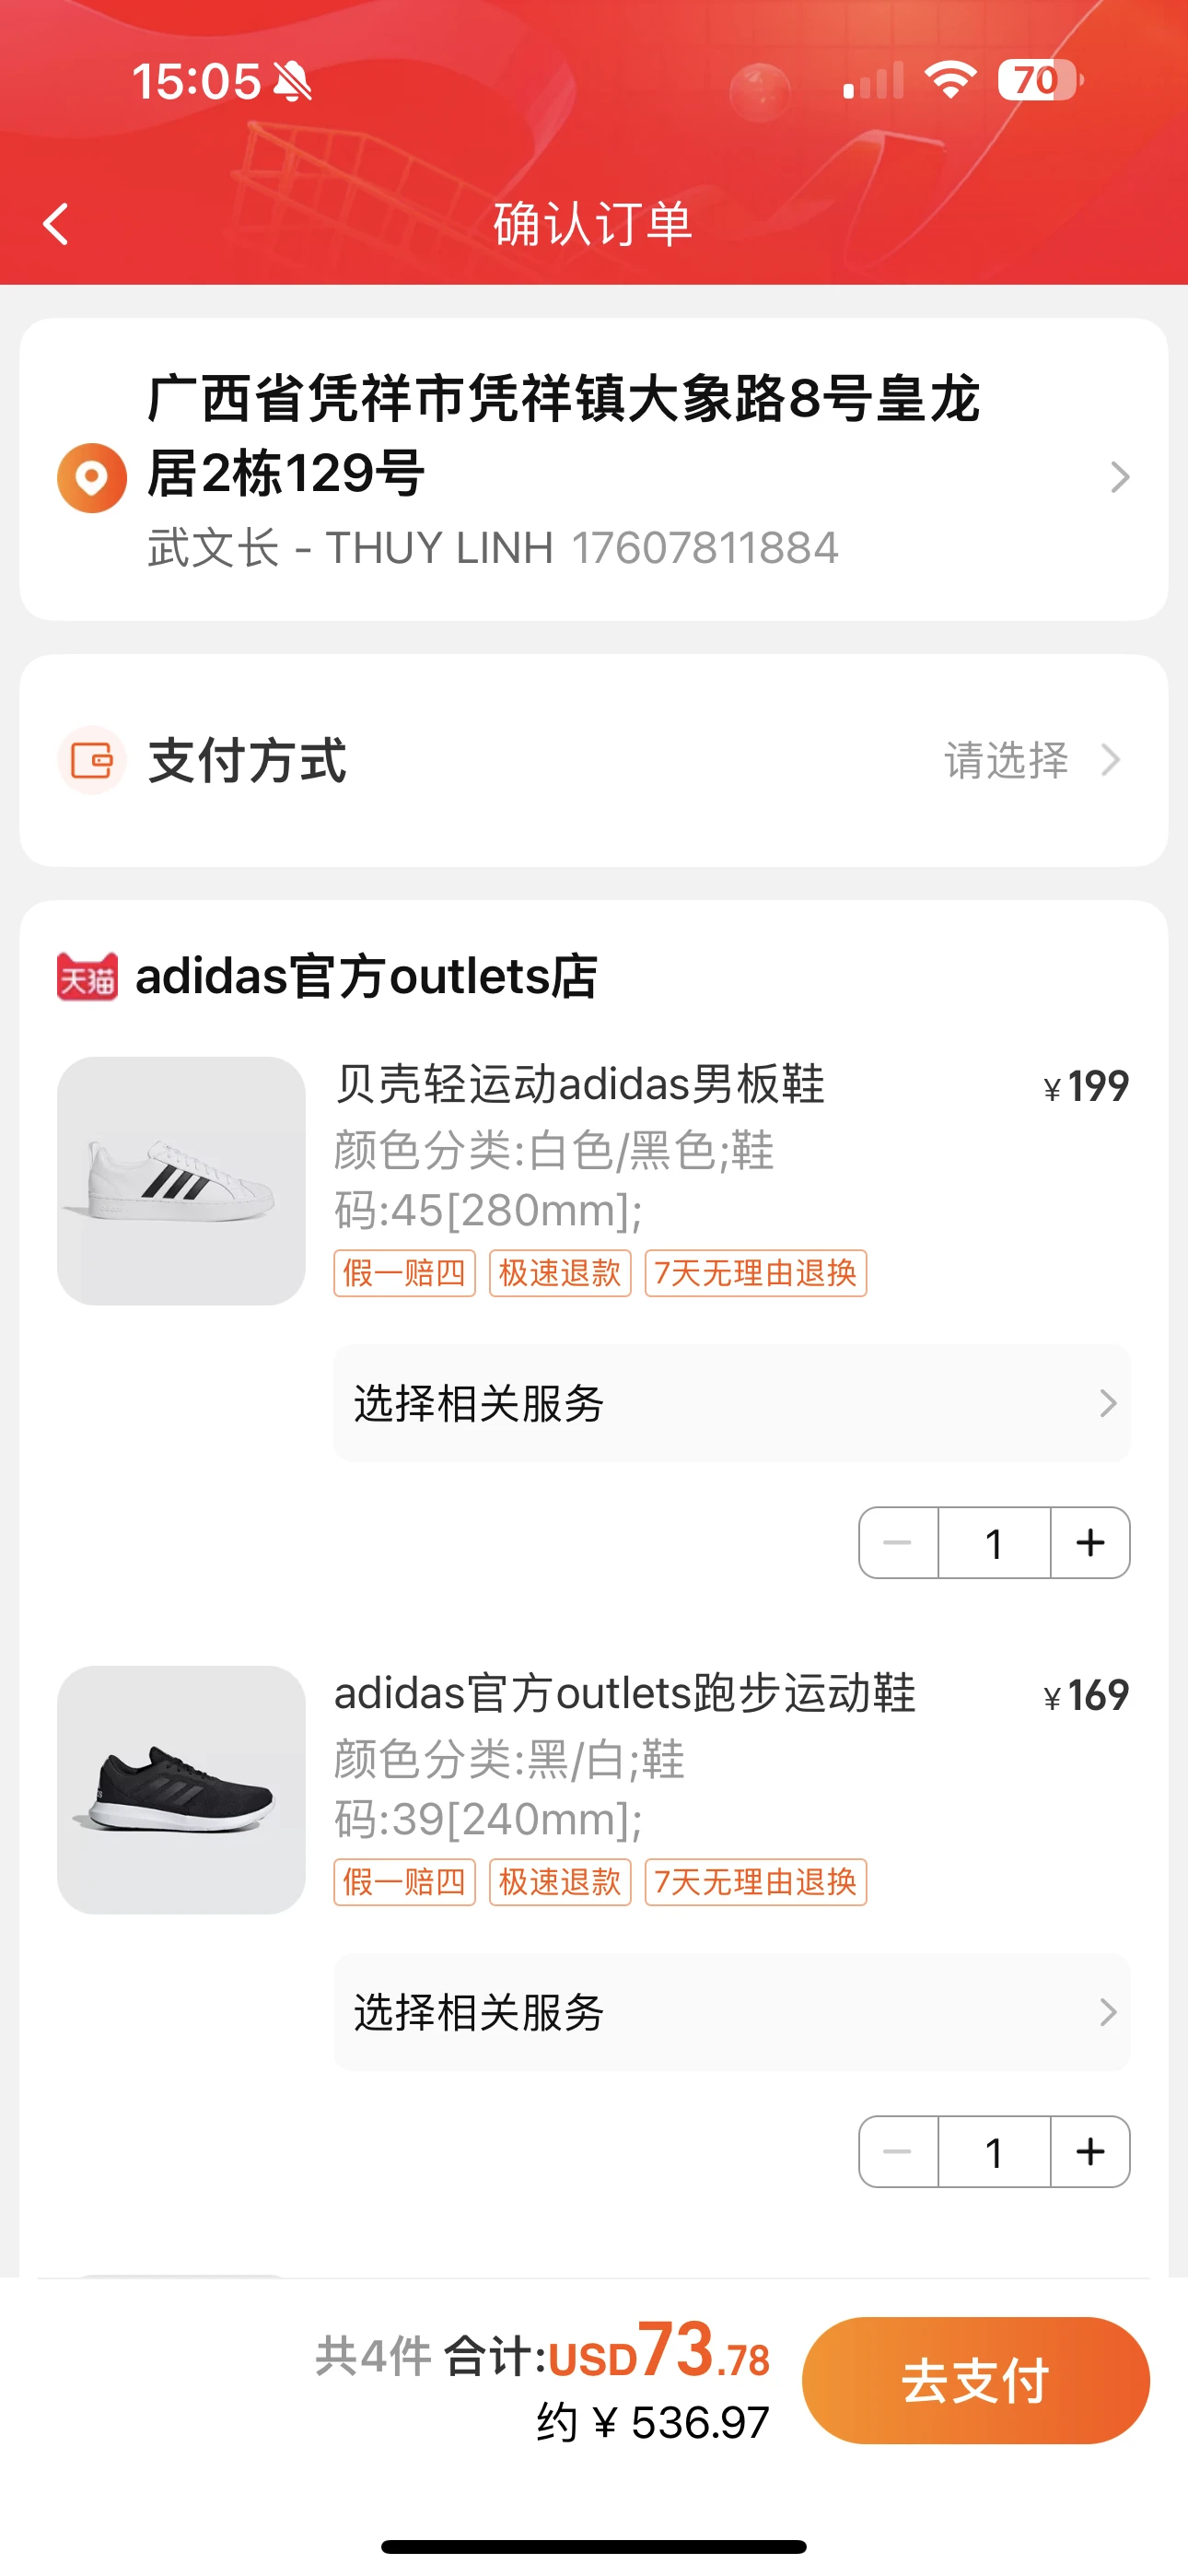 15:05
70
确认订单
广西省凭祥市凭祥镇大象路8号皇龙
居2栋129号
武文长 - THUY LINH 17607811884
支付方式 请选择
天猫 adidas官方outlets店
贝壳轻运动adidas男板鞋 ¥199
颜色分类:白色/黑色;鞋
码:45[280mm];
假一赔四 极速退款 7天无理由退换
选择相关服务
1
adidas官方outlets跑步运动鞋 ¥169
颜色分类:黑/白;鞋
码:39[240mm];
假一赔四 极速退款 7天无理由退换
选择相关服务
1
共4件 合计:USD73.78
约 ¥ 536.97
去支付